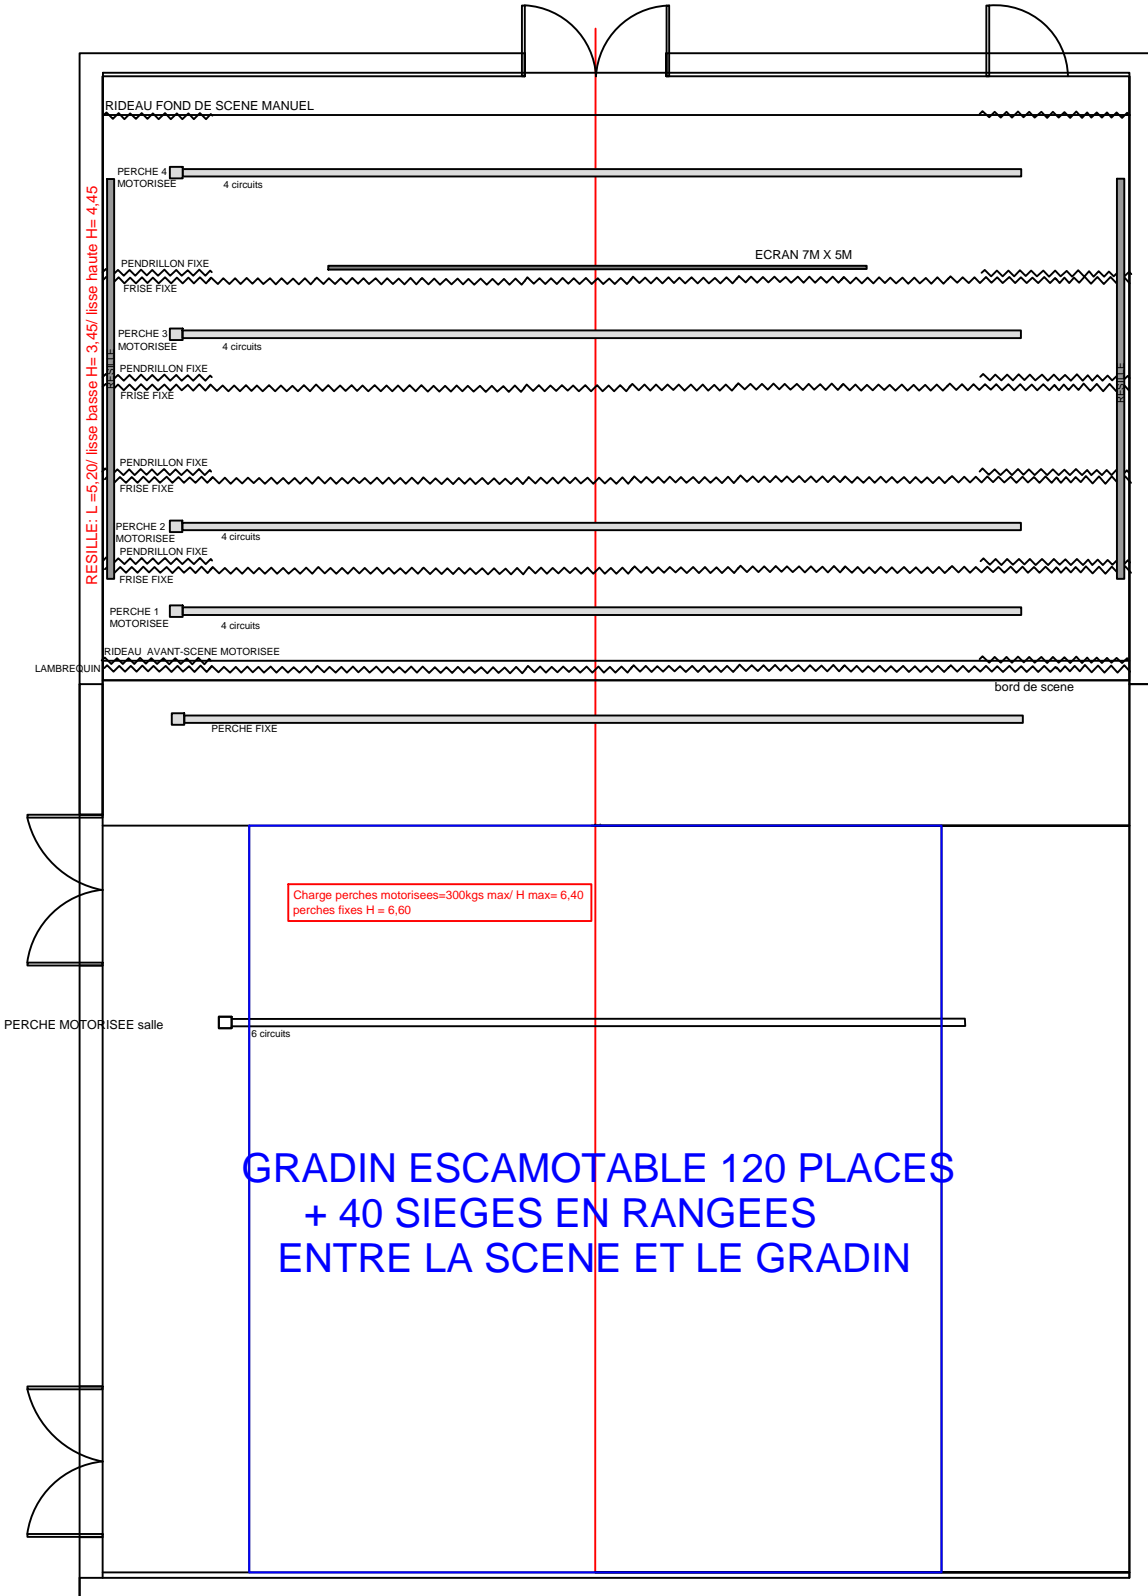 RIDEAU FOND DE SCENE MANUEL
PERCHE 4
MOTORISEE
4 circuits
RESILLE: L =5,20/ lisse basse H= 3,45/ lisse haute H= 4,45
ECRAN 7M X 5M
PENDRILLON FIXE
FRISE FIXE
PERCHE 3
MOTORISEE
4 circuits
RESILLE
RESILLE
PENDRILLON FIXE
FRISE FIXE
PENDRILLON FIXE
FRISE FIXE
PERCHE 2
MOTORISEE
4 circuits
PENDRILLON FIXE
FRISE FIXE
PERCHE 1
MOTORISEE
4 circuits
RIDEAU AVANT-SCENE MOTORISEE
LAMBREQUIN
bord de scene
PERCHE FIXE
Charge perches motorisees=300kgs max/ H max= 6,40
perches fixes H = 6,60
PERCHE MOTORISEE salle
6 circuits
GRADIN ESCAMOTABLE 120 PLACES
+ 40 SIEGES EN RANGEES
ENTRE LA SCENE ET LE GRADIN